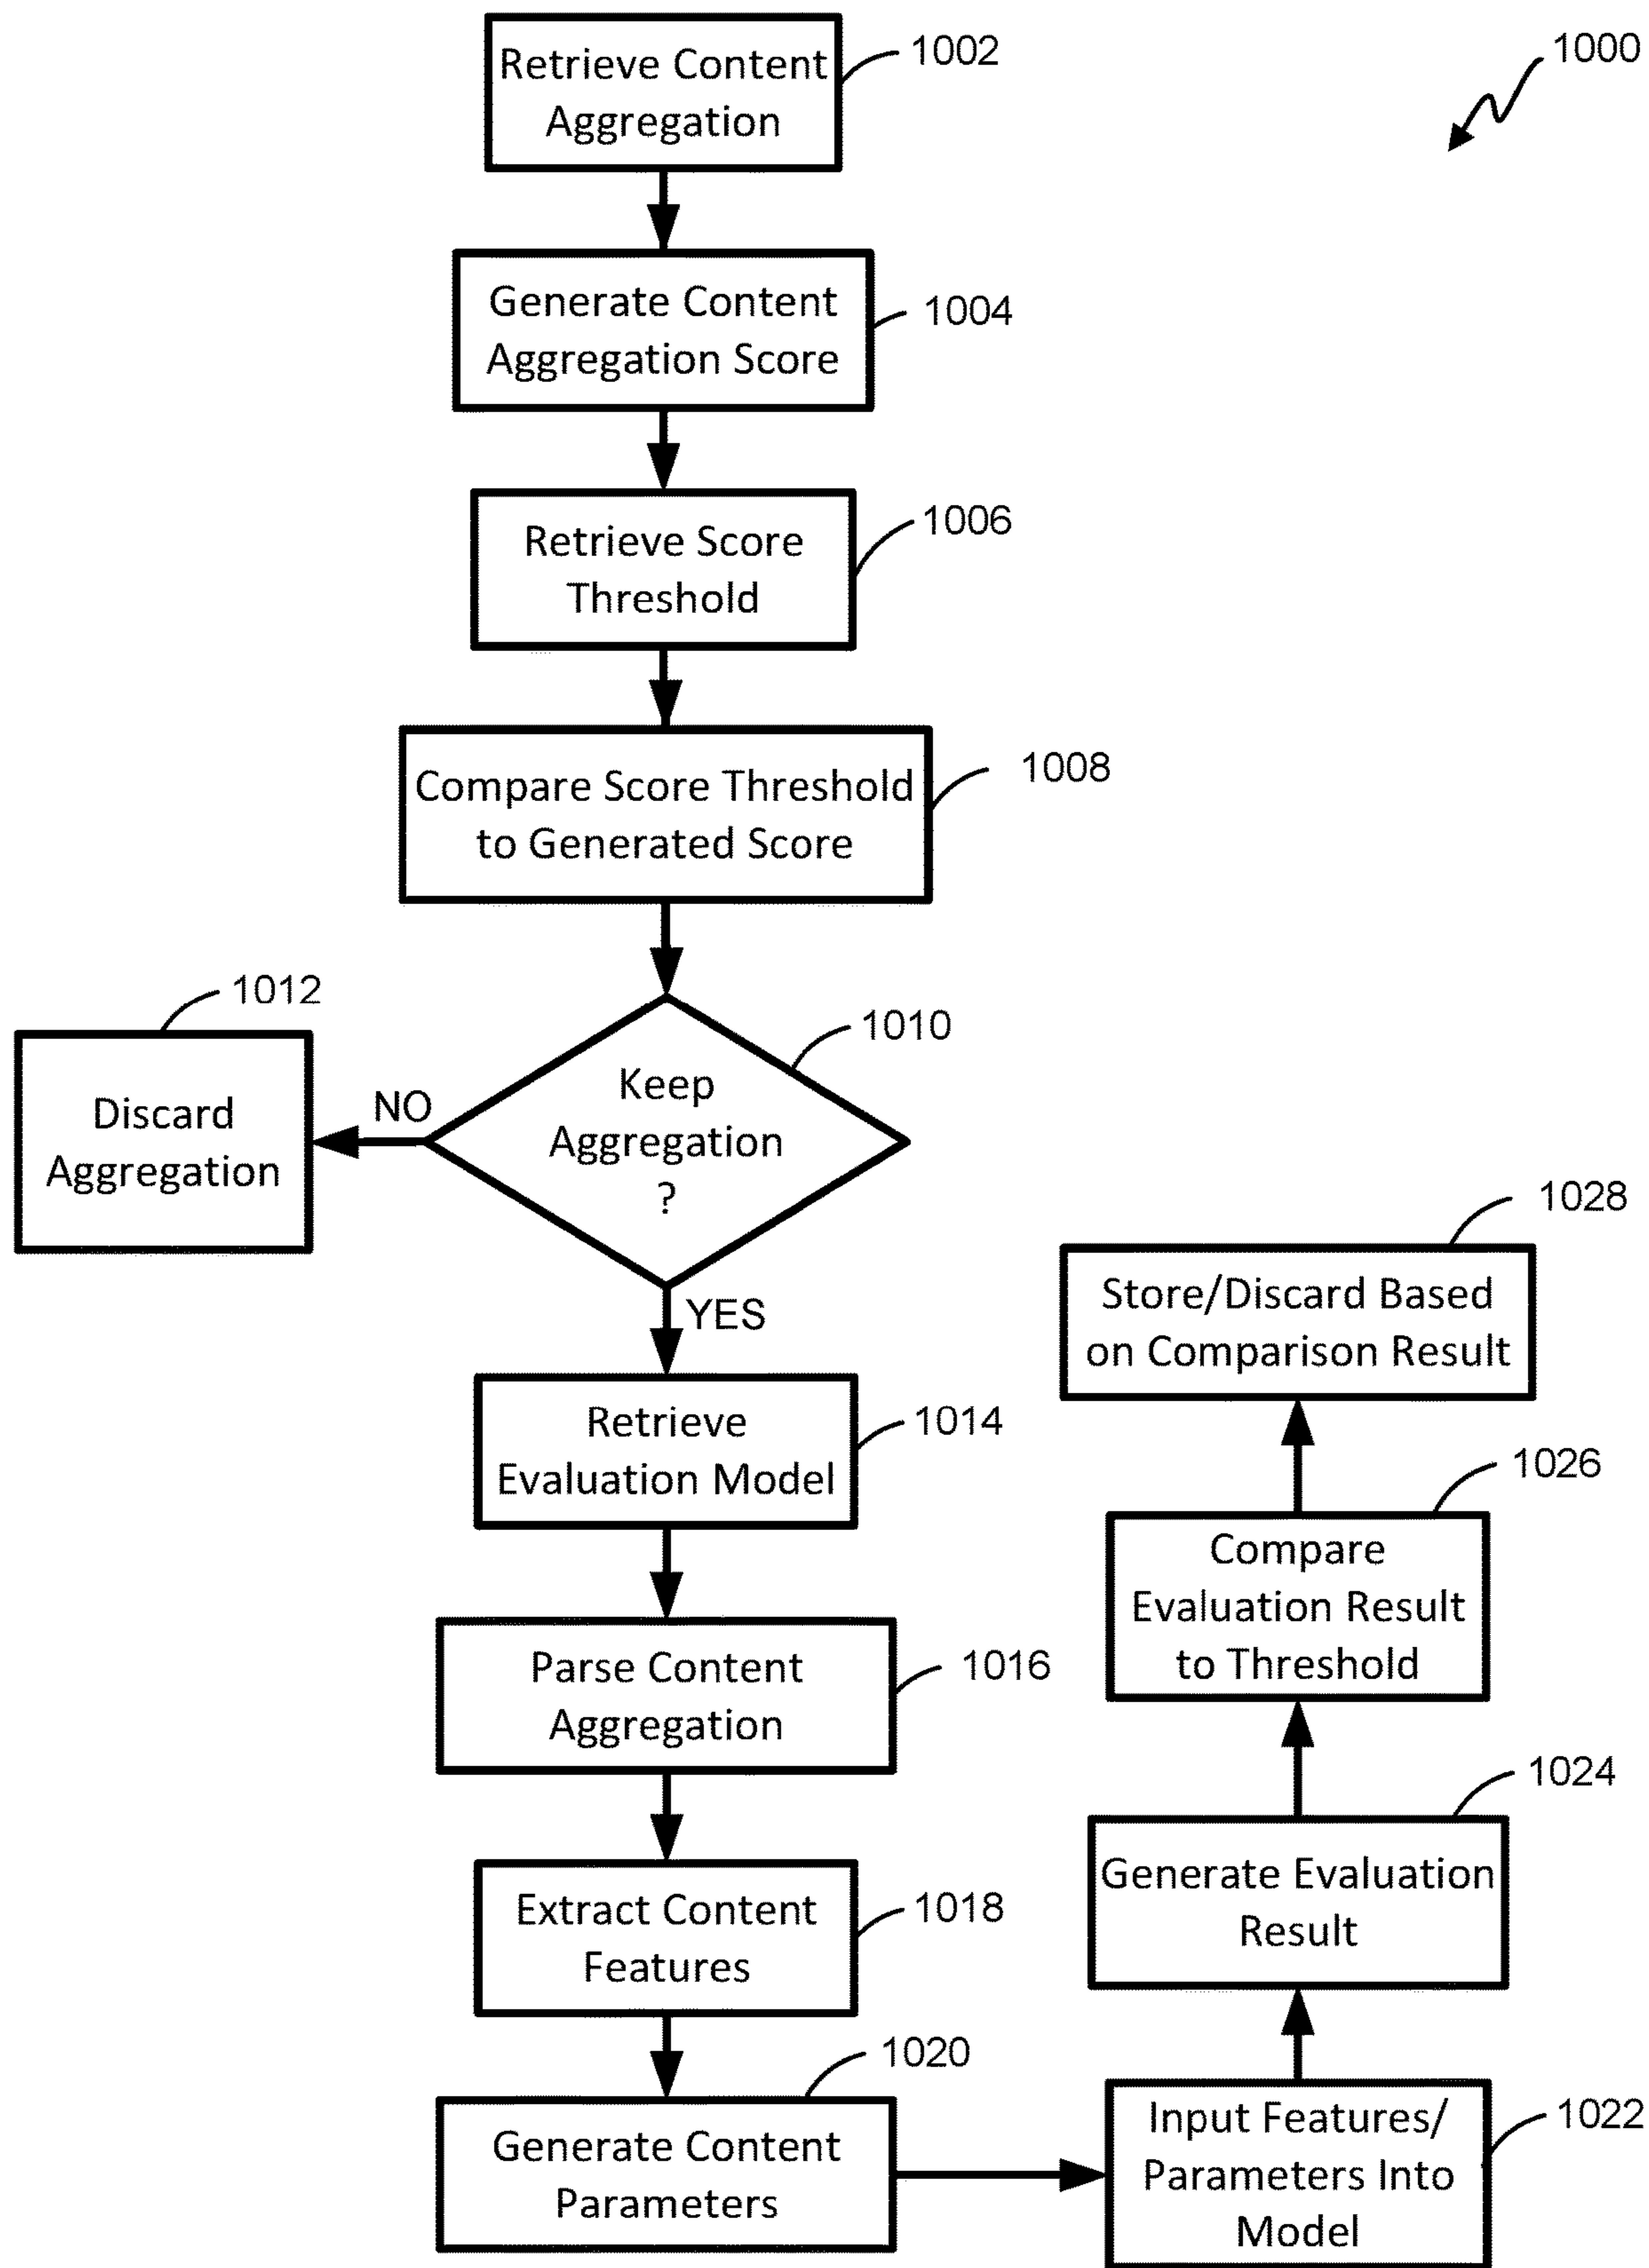 Retrieve Content
Aggregation
1002
1000
Generate Content
Aggregation Score
1004
Retrieve Score
Threshold
1006
Compare Score Threshold
to Generated Score
1008
Keep
Aggregation
?
1010
NO
Discard
Aggregation
1012
YES
Retrieve
Evaluation Model
1014
Parse Content
Aggregation
1016
Extract Content
Features
1018
Generate Content
Parameters
1020
Input Features/
Parameters Into
Model
1022
Generate Evaluation
Result
1024
Compare
Evaluation Result
to Threshold
1026
Store/Discard Based
on Comparison Result
1028